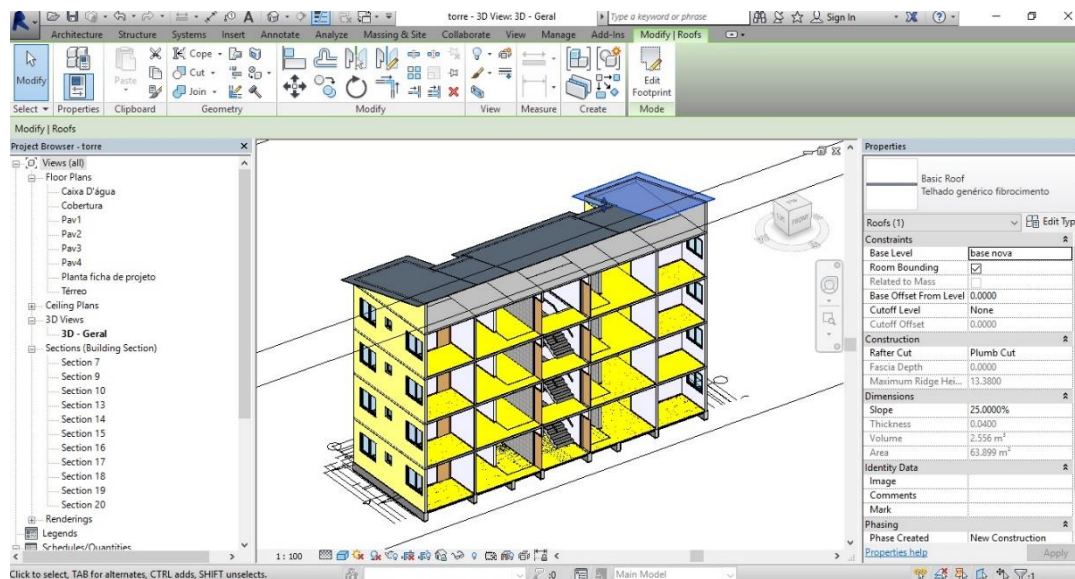 torre - 3D View: 3D - Geral
Type a keyword or phrase
Sign In
Architecture Structure Systems Insert Annotate Analyze Massing & Site Collaborate View Manage Add-Ins Modify | Roofs
Modify
Paste
Cope
Cut
Join
Edit
Footprint
Select Properties Clipboard Geometry Modify View Measure Create Mode
Modify | Roofs
Project Browser - torre
Views (all)
Floor Plans
Caixa D'água
Cobertura
Pav1
Pav2
Pav3
Pav4
Planta ficha de projeto
Térreo
Ceiling Plans
3D Views
3D - Geral
Sections (Building Section)
Section 7
Section 9
Section 10
Section 13
Section 14
Section 15
Section 16
Section 17
Section 18
Section 19
Section 20
Renderings
Legends
Schedules/Quantities
FRONT
1 : 100
Properties
Basic Roof
Telhado genérico fibrocimento
Roofs (1) Edit Typ
Constraints
Base Level base nova
Room Bounding
Related to Mass
Base Offset From Level 0.0000
Cutoff Level None
Cutoff Offset 0.0000
Construction
Rafter Cut Plumb Cut
Fascia Depth 0.0000
Maximum Ridge Hei... 13.3800
Dimensions
Slope 25.0000%
Thickness 0.0400
Volume 2.556 m³
Area 63.899 m²
Identity Data
Image
Comments
Mark
Phasing
Phase Created New Construction
Properties help Apply
Click to select, TAB for alternates, CTRL adds, SHIFT unselects.
:0
Main Model
:1